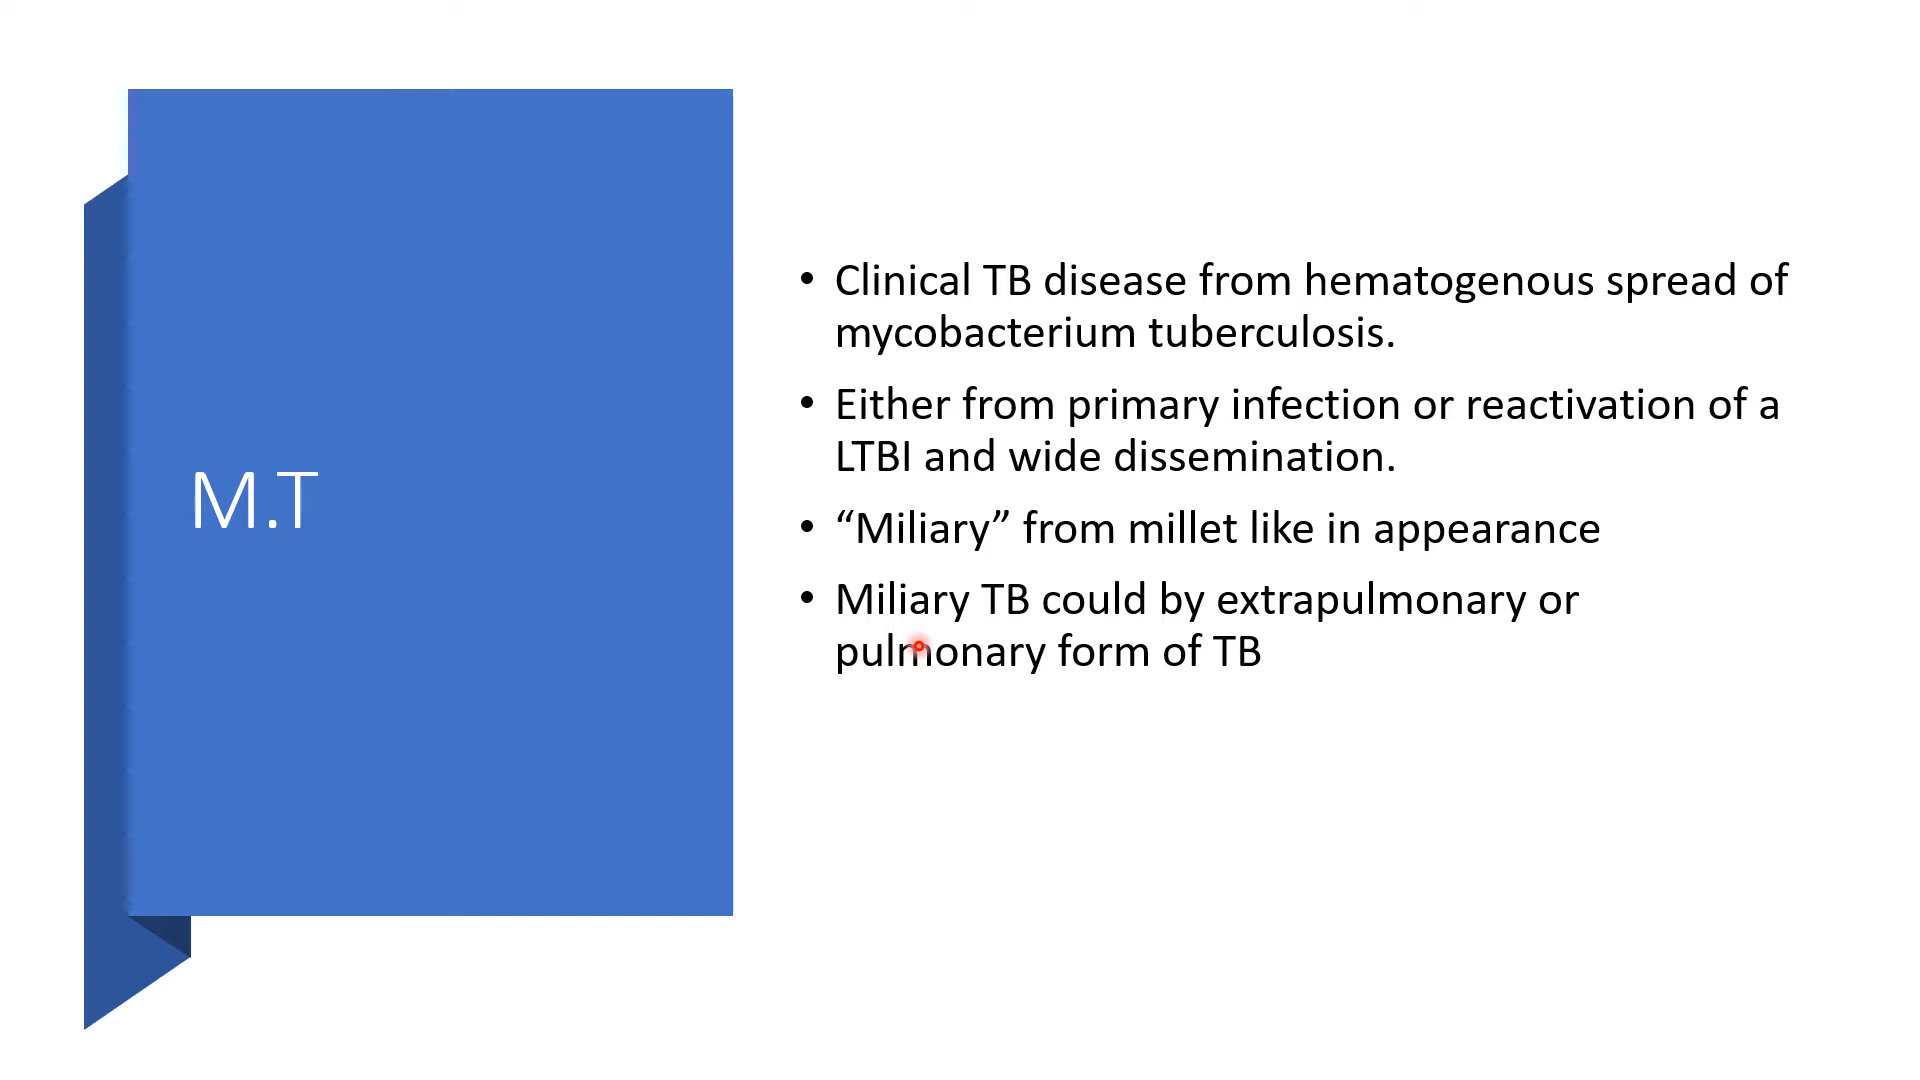 M.T
• Clinical TB disease from hematogenous spread of
mycobacterium tuberculosis.
• Either from primary infection or reactivation of a
LTBI and wide dissemination.
• “Miliary” from millet like in appearance
• Miliary TB could by extrapulmonary or
pulmonary form of TB